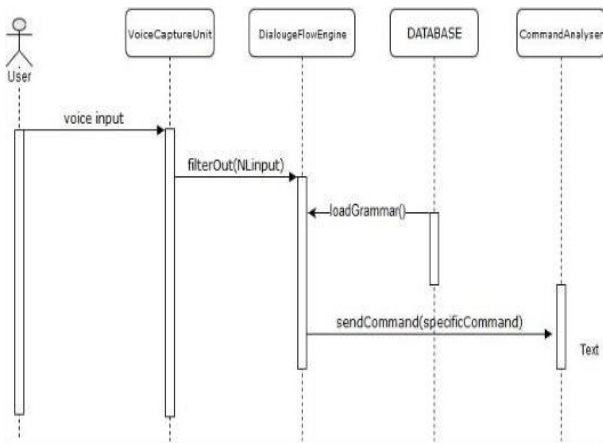 User
VoiceCaptureUnit
DialougeFlowEngine
DATABASE
CommandAnalyser
voice input
filterOut(NLinput)
loadGrammar()
sendCommand(specificCommand)
Text